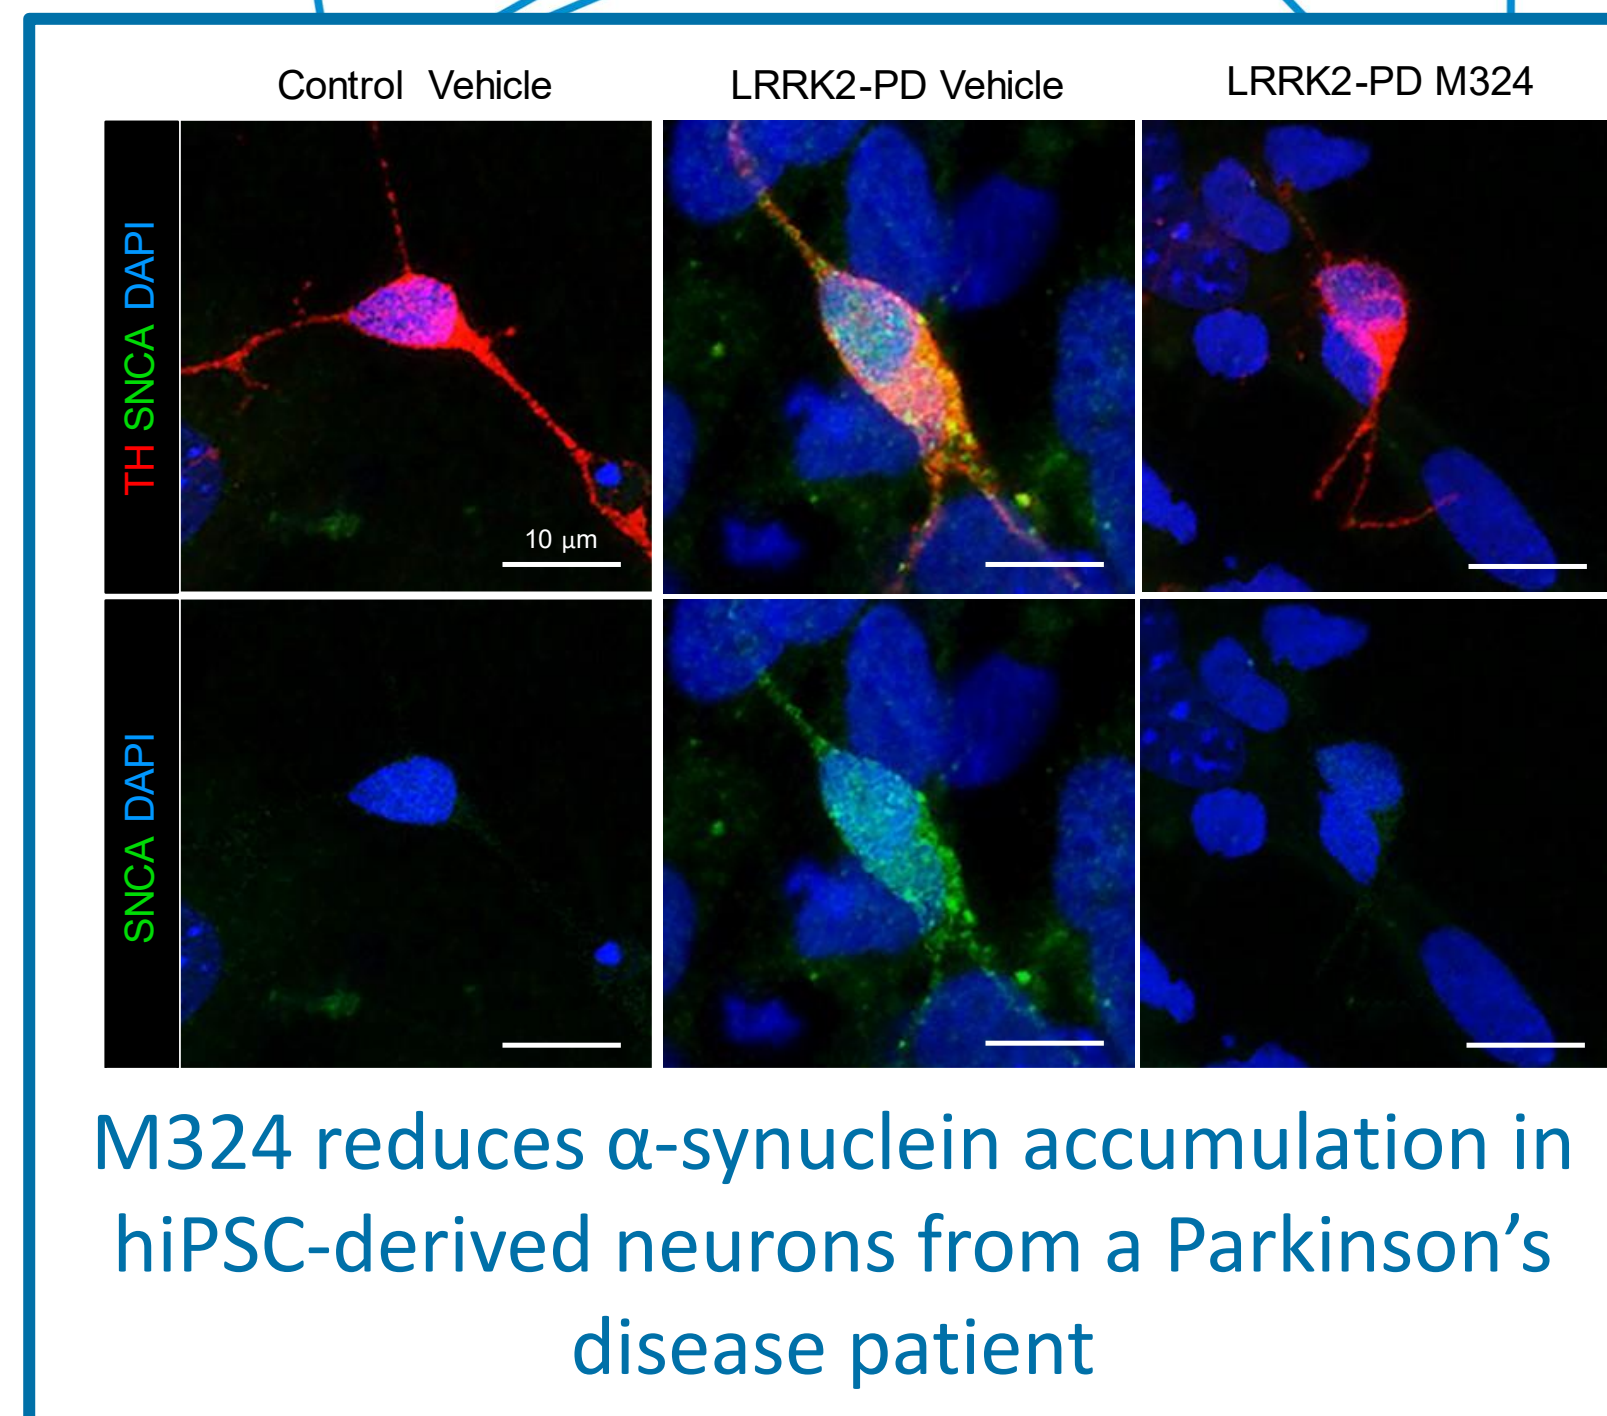 Control Vehicle
LRRK2-PD Vehicle
LRRK2-PD M324
TH SNCA DAPI
10 µm
SNCA DAPI
M324 reduces α-synuclein accumulation in
hiPSC-derived neurons from a Parkinson’s
disease patient